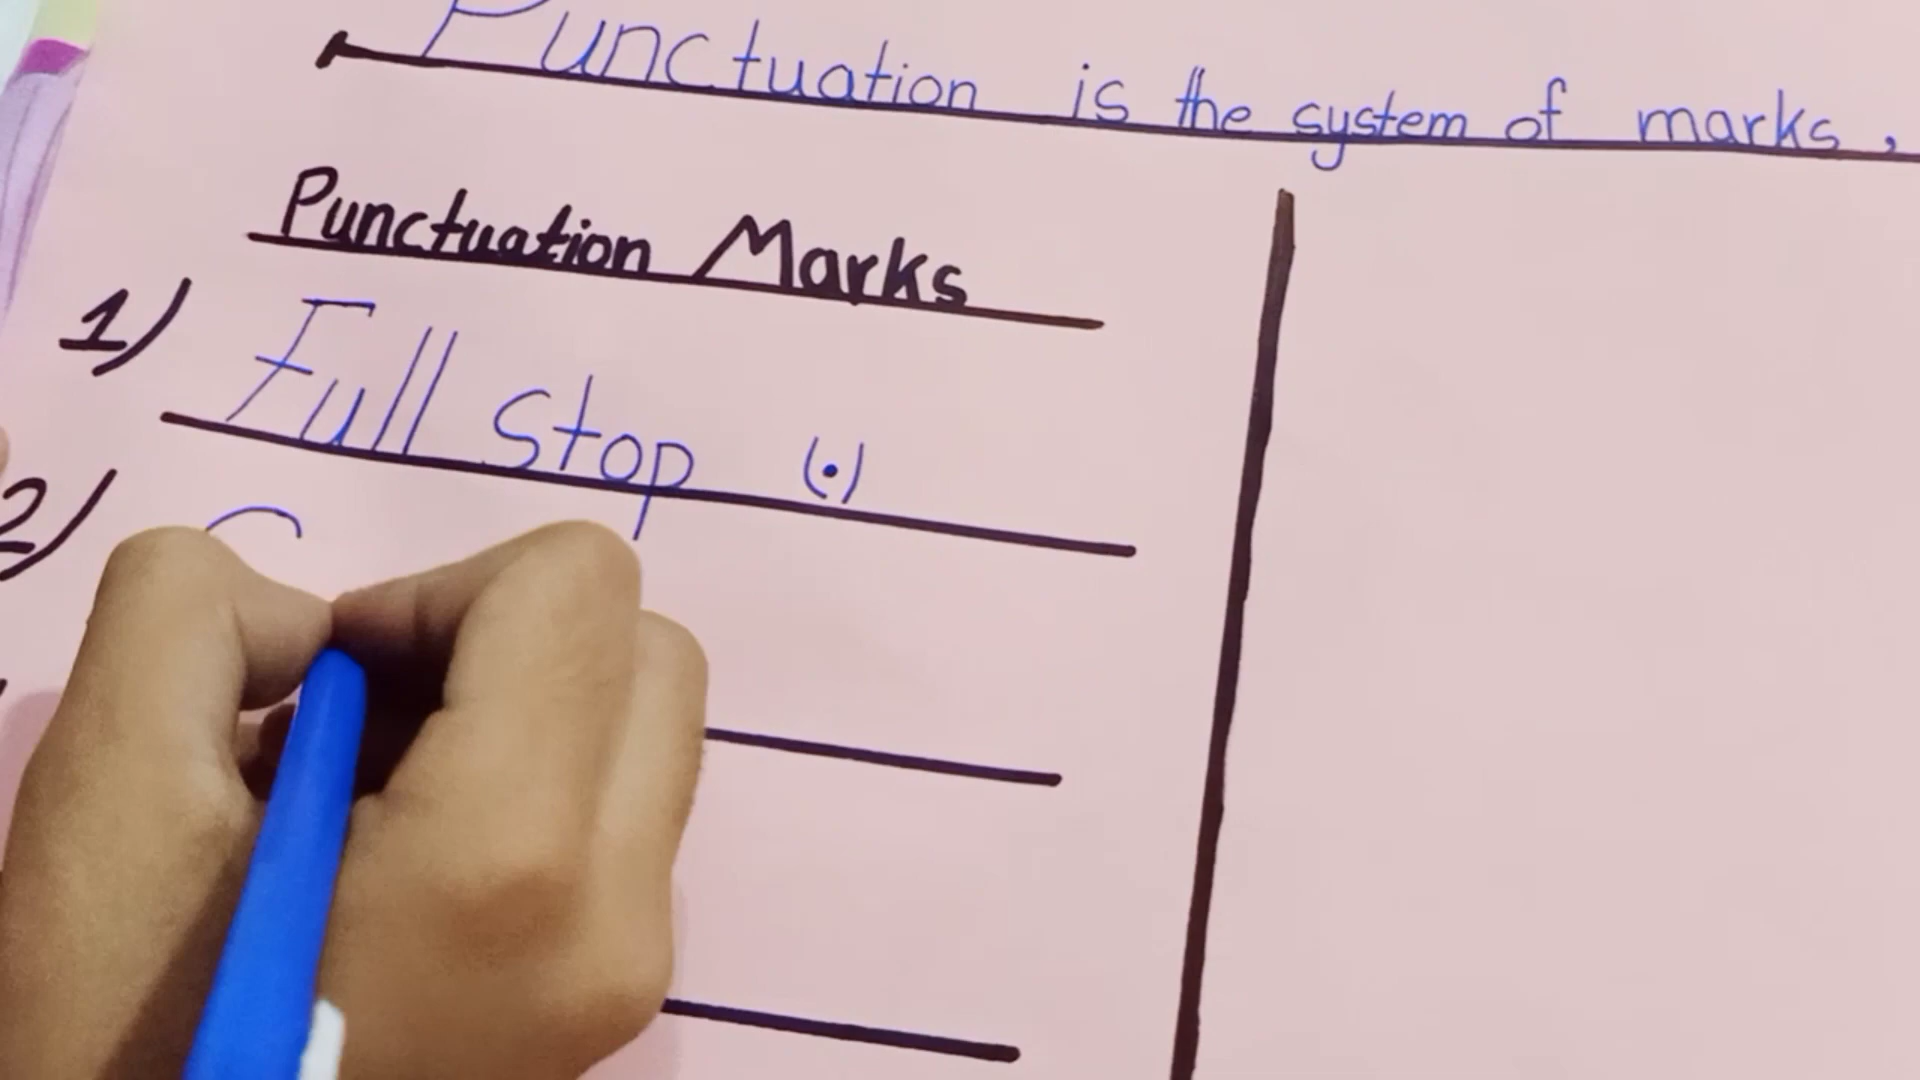 Punctuation is the system of marks,
Punctuation Marks
1) Full Stop (.)
2)